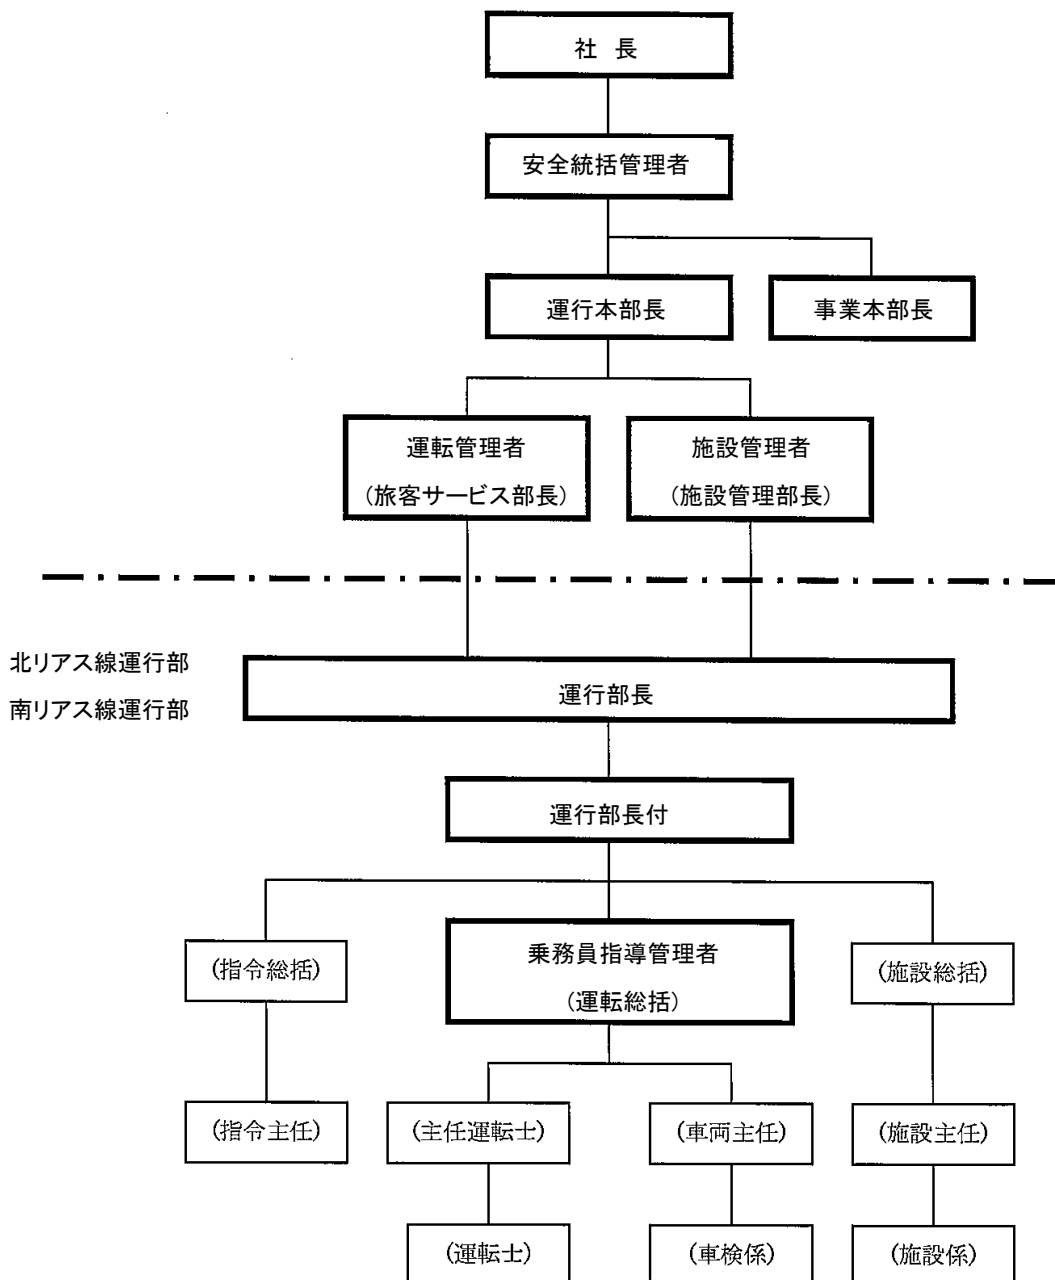 社 長
安全統括管理者
運行本部長
事業本部長
運転管理者
(旅客サービス部長)
施設管理者
(施設管理部長)
北リアス線運行部
南リアス線運行部
運行部長
運行部長付
(指令総括)
乗務員指導管理者
(運転総括)
(施設総括)
(指令主任)
(主任運転士)
(車両主任)
(施設主任)
(運転士)
(車検係)
(施設係)